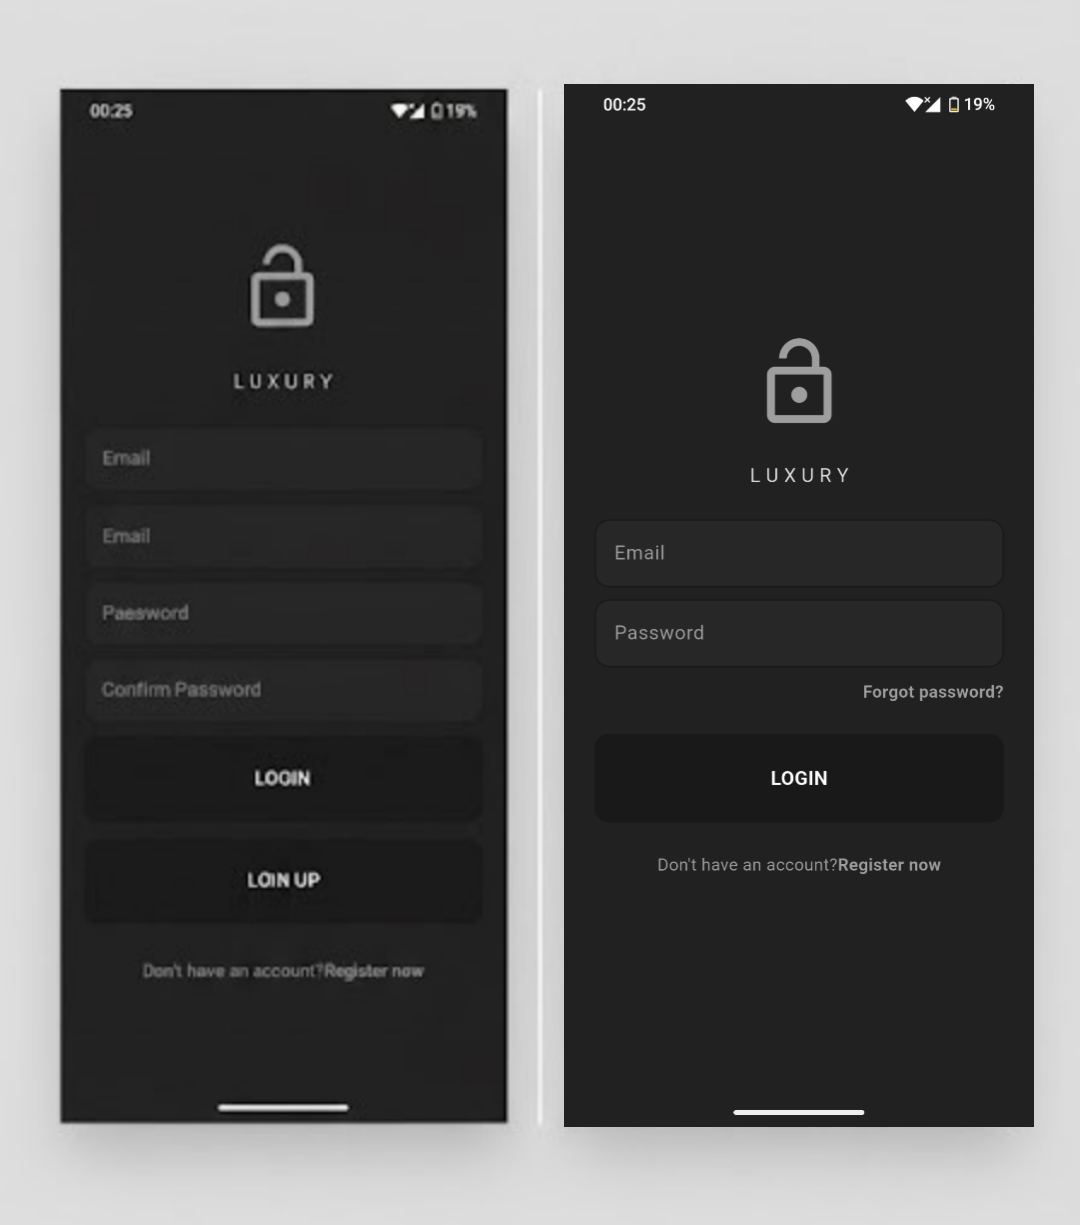 00:25 19%
LUXURY
Email
Email
Paesword
Confirm Password
LOGIN
LOIN UP
Don't have an account?Register now
00:25 19%
LUXURY
Email
Password
Forgot password?
LOGIN
Don't have an account?Register now